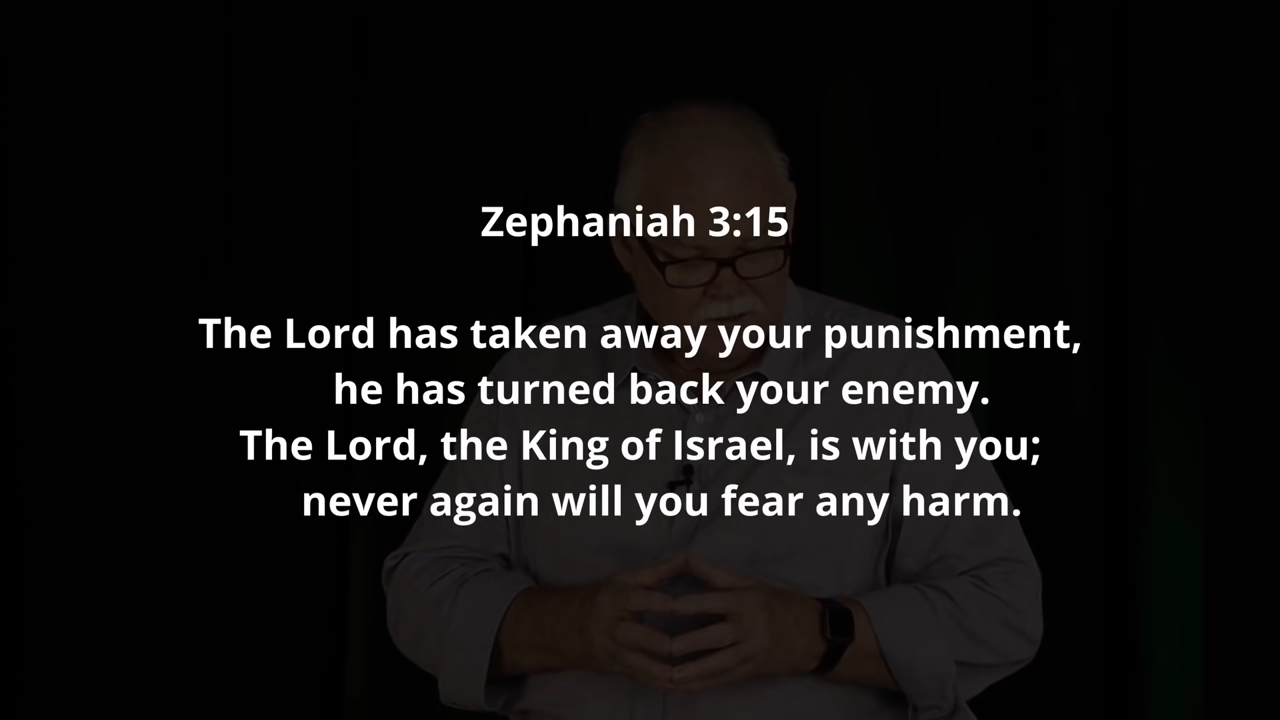 Zephaniah 3:15
The Lord has taken away your punishment,
he has turned back your enemy.
The Lord, the King of Israel, is with you;
never again will you fear any harm.